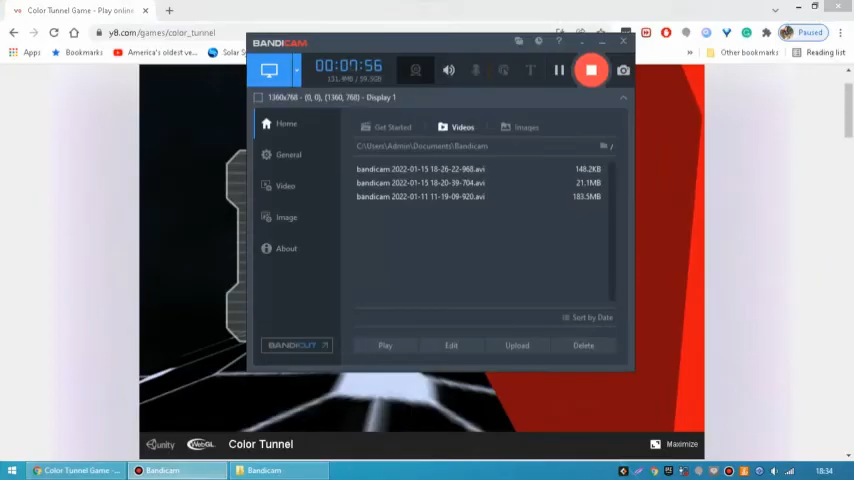 Color Tunnel Game - Play online
y8.com/games/color_tunnel
Paused
Apps
Bookmarks
America's oldest ve...
Solar S
Other bookmarks
Reading list
BANDICAM
00:07:56
1360x768 - (0, 0), (1360, 768) - Display 1
Home
General
Video
Image
About
BANDICUT
Get Started
Videos
Images
C:\Users\Admin\Documents\Bandicam
bandicam 2022-01-15 18-26-22-968.avi 148.2KB
bandicam 2022-01-15 18-20-39-704.avi 21.1MB
bandicam 2022-01-11 11-19-09-920.avi 183.5MB
Sort by Date
Play
Edit
Upload
Delete
unity
WebGL
Color Tunnel
Maximize
Color Tunnel Game -...
Bandicam
Bandicam
18:34